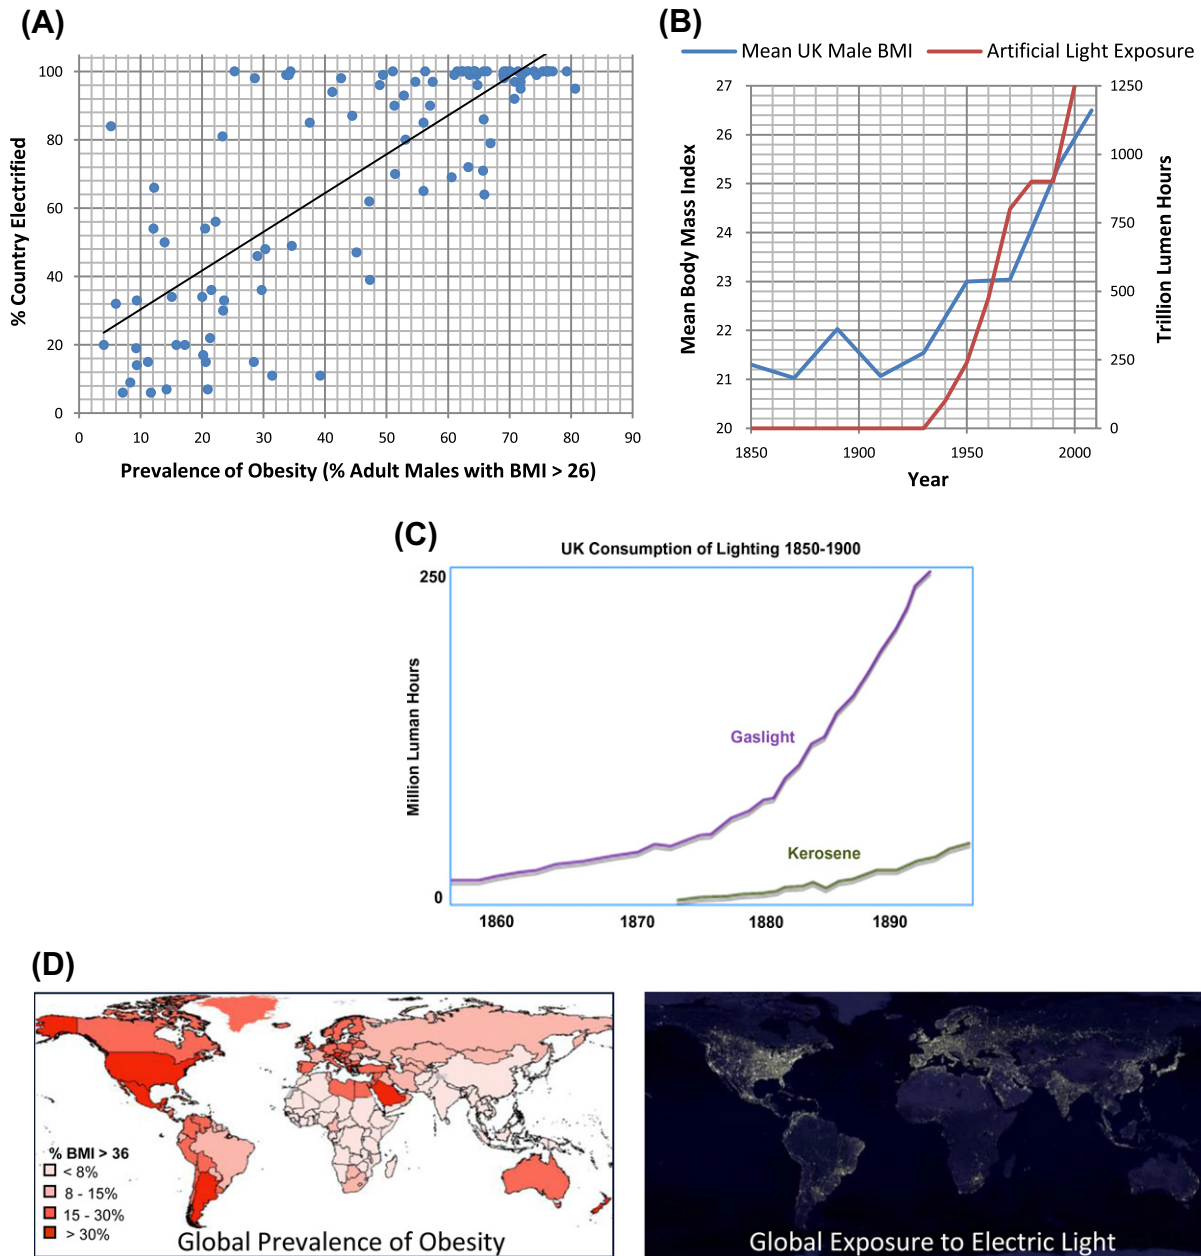 (A)
% Country Electrified
100
80
60
40
20
0
0 10 20 30 40 50 60 70 80 90
Prevalence of Obesity (% Adult Males with BMI > 26)
(B)
Mean UK Male BMI Artificial Light Exposure
Mean Body Mass Index
27
26
25
24
23
22
21
20
1250
1000
750
500
250
0
Trillion Lumen Hours
1850 1900 1950 2000
Year
(C)
UK Consumption of Lighting 1850-1900
250
Million Luman Hours
Gaslight
Kerosene
0
1860 1870 1880 1890
(D)
% BMI > 36
< 8%
8 - 15%
15 - 30%
> 30%
Global Prevalence of Obesity
Global Exposure to Electric Light